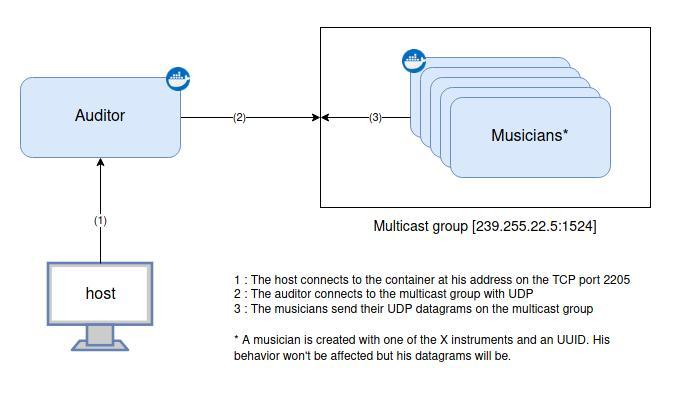 Auditor
(2)
(3)
Musicians*
Multicast group [239.255.22.5:1524]
(1)
host
1 : The host connects to the container at his address on the TCP port 2205
2 : The auditor connects to the multicast group with UDP
3 : The musicians send their UDP datagrams on the multicast group
* A musician is created with one of the X instruments and an UUID. His
behavior won't be affected but his datagrams will be.